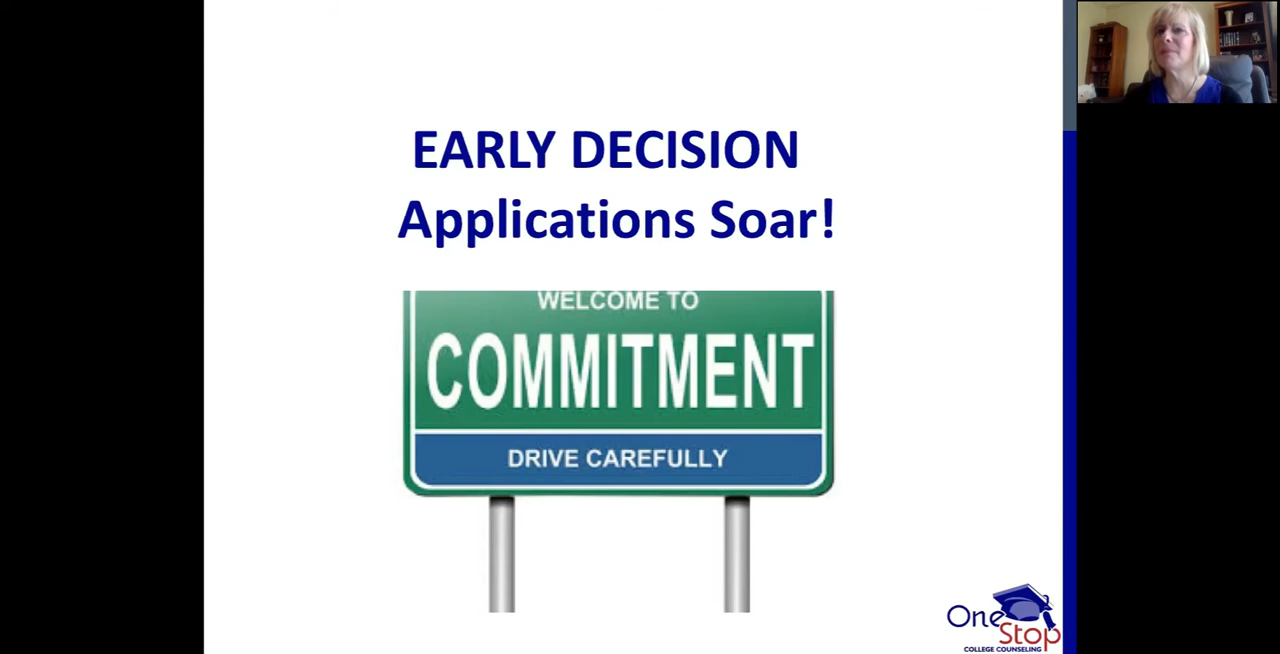 EARLY DECISION
Applications Soar!
WELCOME TO
COMMITMENT
DRIVE CAREFULLY
One
Stop
COLLEGE COUNSELING